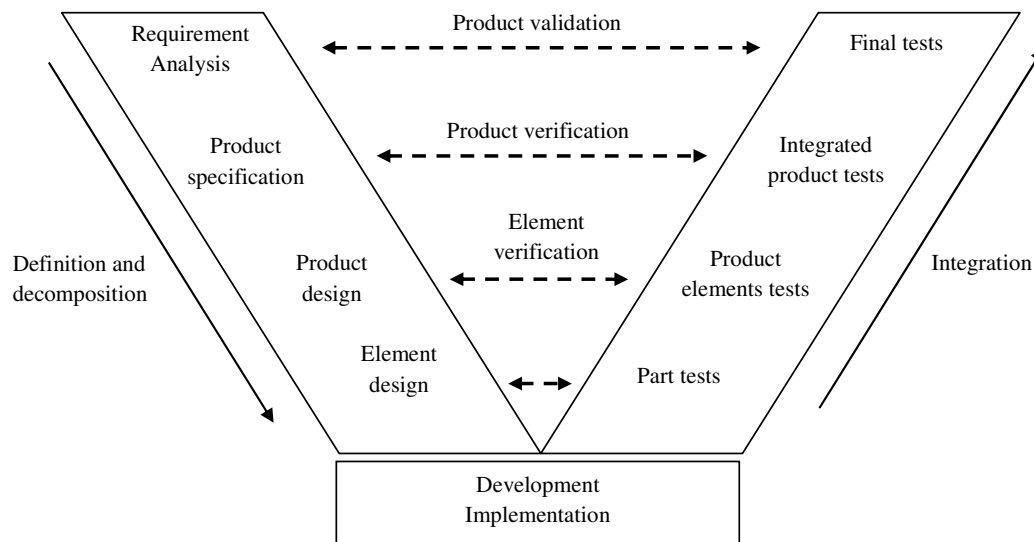 Product validation
Requirement
Analysis
Final tests
Product verification
Product
specification
Integrated
product tests
Element
verification
Definition and
decomposition
Product
design
Product
elements tests
Integration
Element
design
Part tests
Development
Implementation